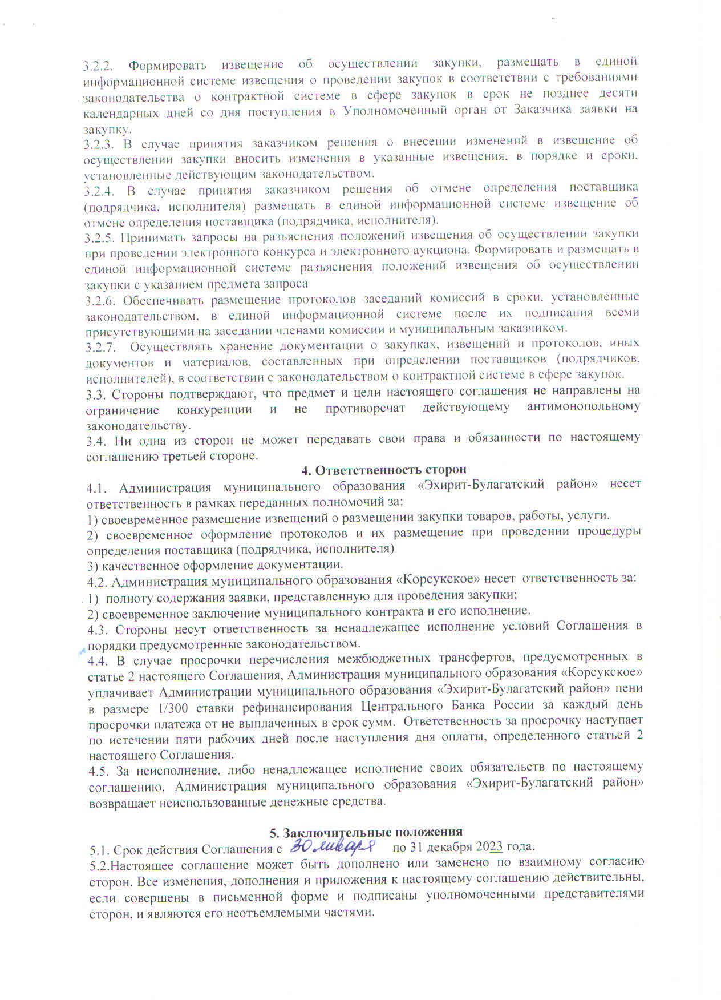 3.2.2. Формировать извещение об осуществлении закупки, размещать в единой
информационной системе извещения о проведении закупок в соответствии с требованиями
законодательства о контрактной системе в сфере закупок в срок не позднее десяти
календарных дней со дня поступления в Уполномоченный орган от Заказчика заявки на
закупку.
3.2.3. В случае принятия заказчиком решения о внесении изменений в извещение об
осуществлении закупки вносить изменения в указанные извещения, в порядке и сроки,
установленные действующим законодательством.
3.2.4. В случае принятия заказчиком решения об отмене определения поставщика
(подрядчика, исполнителя) размещать в единой информационной системе извещение об
отмене определения поставщика (подрядчика, исполнителя).
3.2.5. Принимать запросы на разъяснения положений извещения об осуществлении закупки
при проведении электронного конкурса и электронного аукциона. Формировать и размещать в
единой информационной системе разъяснения положений извещения об осуществлении
закупки с указанием предмета запроса
3.2.6. Обеспечивать размещение протоколов заседаний комиссий в сроки, установленные
законодательством, в единой информационной системе после их подписания всеми
присутствующими на заседании членами комиссии и муниципальным заказчиком.
3.2.7. Осуществлять хранение документации о закупках, извещений и протоколов, иных
документов и материалов, составленных при определении поставщиков (подрядчиков,
исполнителей), в соответствии с законодательством о контрактной системе в сфере закупок.
3.3. Стороны подтверждают, что предмет и цели настоящего соглашения не направлены на
ограничение конкуренции и не противоречат действующему антимонопольному
законодательству.
3.4. Ни одна из сторон не может передавать свои права и обязанности по настоящему
соглашению третьей стороне.
4. Ответственность сторон
4.1. Администрация муниципального образования «Эхирит-Булагатский район» несет
ответственность в рамках переданных полномочий за:
1) своевременное размещение извещений о размещении закупки товаров, работы, услуги.
2) своевременное оформление протоколов и их размещение при проведении процедуры
определения поставщика (подрядчика, исполнителя)
3) качественное оформление документации.
4.2. Администрация муниципального образования «Корсукское» несет ответственность за:
1) полноту содержания заявки, представленную для проведения закупки;
2) своевременное заключение муниципального контракта и его исполнение.
4.3. Стороны несут ответственность за ненадлежащее исполнение условий Соглашения в
порядки предусмотренные законодательством.
4.4. В случае просрочки перечисления межбюджетных трансфертов, предусмотренных в
статье 2 настоящего Соглашения, Администрация муниципального образования «Корсукское»
уплачивает Администрации муниципального образования «Эхирит-Булагатский район» пени
в размере 1/300 ставки рефинансирования Центрального Банка России за каждый день
просрочки платежа от не выплаченных в срок сумм. Ответственность за просрочку наступает
по истечении пяти рабочих дней после наступления дня оплаты, определенного статьей 2
настоящего Соглашения.
4.5. За неисполнение, либо ненадлежащее исполнение своих обязательств по настоящему
соглашению, Администрация муниципального образования «Эхирит-Булагатский район»
возвращает неиспользованные денежные средства.
5. Заключительные положения
5.1. Срок действия Соглашения с 30 января по 31 декабря 2023 года.
5.2.Настоящее соглашение может быть дополнено или заменено по взаимному согласию
сторон. Все изменения, дополнения и приложения к настоящему соглашению действительны,
если совершены в письменной форме и подписаны уполномоченными представителями
сторон, и являются его неотъемлемыми частями.